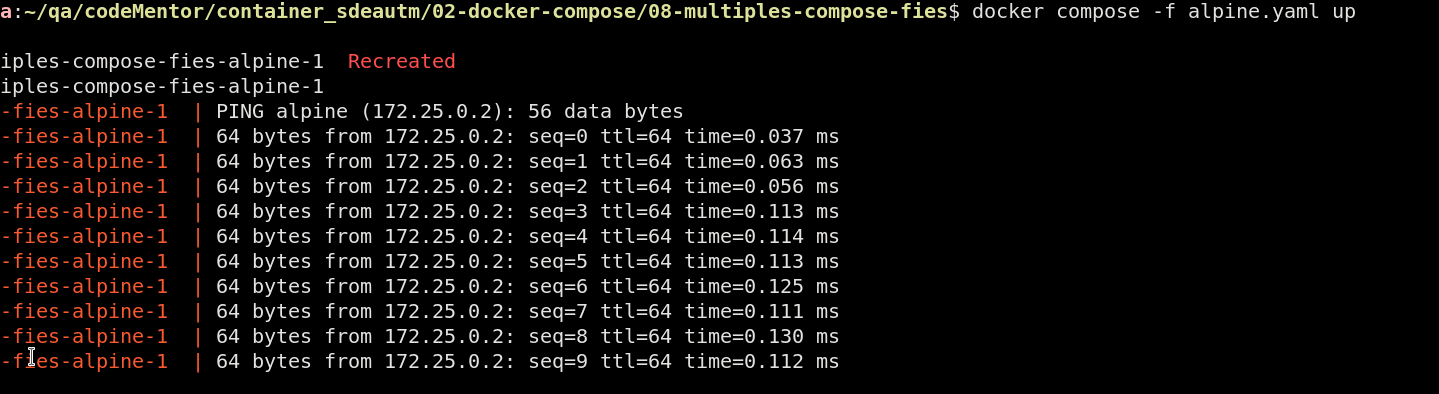 a:~/qa/codeMentor/container_sdeautm/02-docker-compose/08-multiples-compose-fies$ docker compose -f alpine.yaml up
iples-compose-fies-alpine-1  Recreated
iples-compose-fies-alpine-1
-fies-alpine-1  | PING alpine (172.25.0.2): 56 data bytes
-fies-alpine-1  | 64 bytes from 172.25.0.2: seq=0 ttl=64 time=0.037 ms
-fies-alpine-1  | 64 bytes from 172.25.0.2: seq=1 ttl=64 time=0.063 ms
-fies-alpine-1  | 64 bytes from 172.25.0.2: seq=2 ttl=64 time=0.056 ms
-fies-alpine-1  | 64 bytes from 172.25.0.2: seq=3 ttl=64 time=0.113 ms
-fies-alpine-1  | 64 bytes from 172.25.0.2: seq=4 ttl=64 time=0.114 ms
-fies-alpine-1  | 64 bytes from 172.25.0.2: seq=5 ttl=64 time=0.113 ms
-fies-alpine-1  | 64 bytes from 172.25.0.2: seq=6 ttl=64 time=0.125 ms
-fies-alpine-1  | 64 bytes from 172.25.0.2: seq=7 ttl=64 time=0.111 ms
-fies-alpine-1  | 64 bytes from 172.25.0.2: seq=8 ttl=64 time=0.130 ms
-fies-alpine-1  | 64 bytes from 172.25.0.2: seq=9 ttl=64 time=0.112 ms